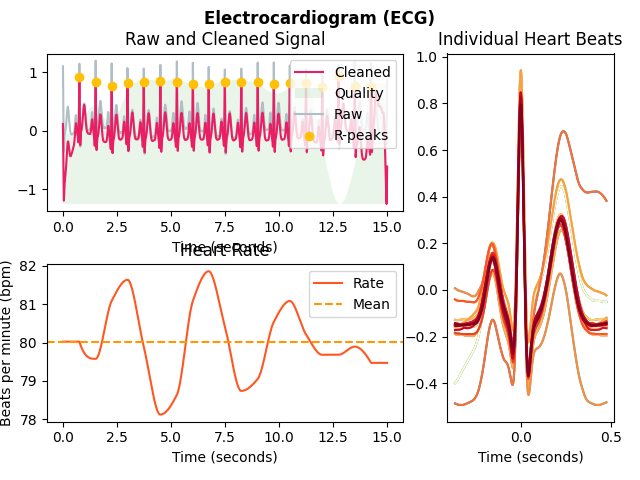 Electrocardiogram (ECG)
Raw and Cleaned Signal
1
0
−1
Cleaned
Quality
Raw
R-peaks
0.0 2.5 5.0 7.5 10.0 12.5 15.0
Time (seconds)
Heart Rate
82
81
80
79
78
Beats per minute (bpm)
Rate
Mean
0.0 2.5 5.0 7.5 10.0 12.5 15.0
Time (seconds)
Individual Heart Beats
1.0
0.8
0.6
0.4
0.2
0.0
−0.2
−0.4
0.0 0.5
Time (seconds)